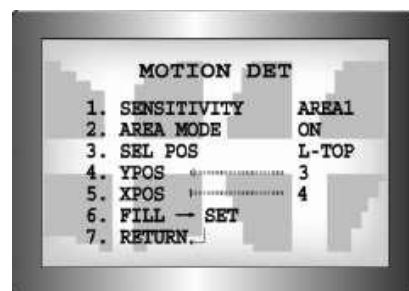 MOTION DET
1. SENSITIVITY AREA1
2. AREA MODE ON
3. SEL POS L-TOP
4. YPOS 3
5. XPOS 4
6. FILL → SET
7. RETURN